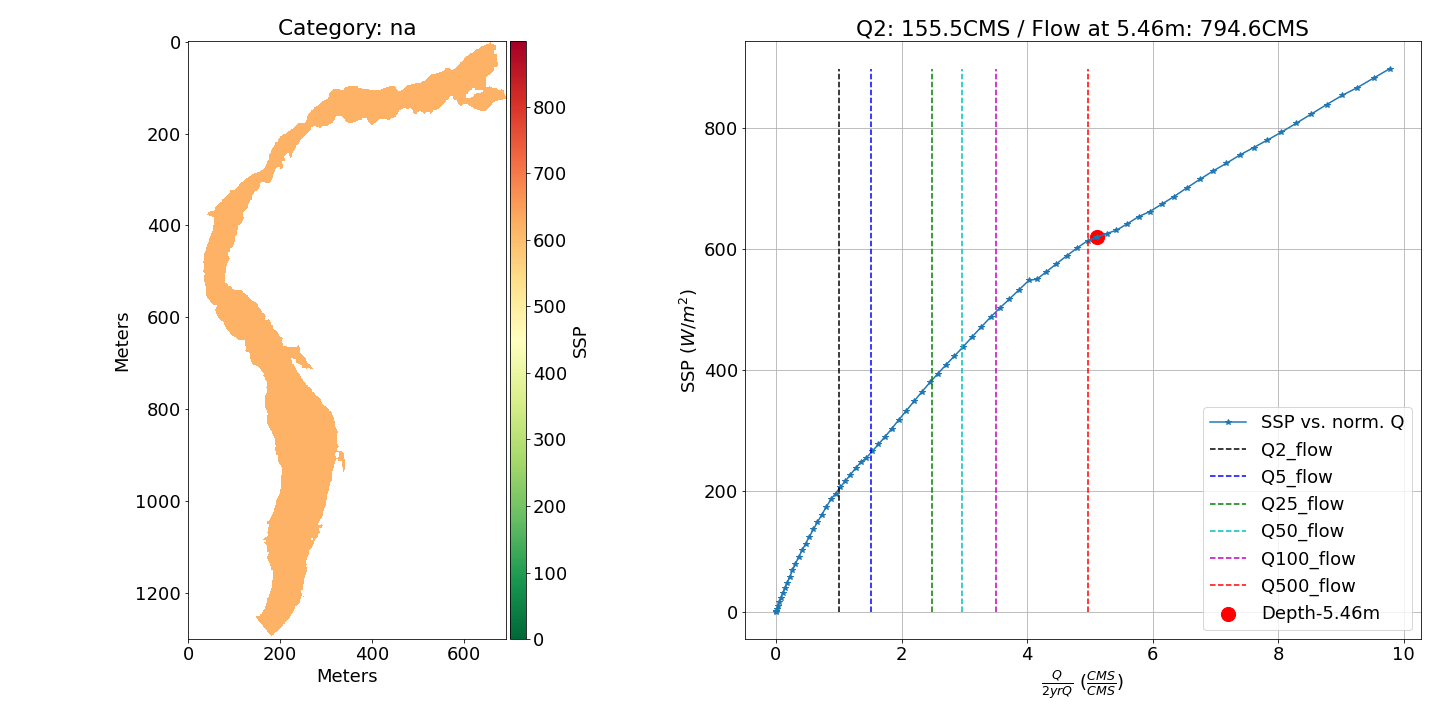 Category: na
0
200
400
600
800
1000
1200
Meters
0
200
400
600
Meters
800
700
600
500
400
300
200
100
0
SSP
Q2: 155.5CMS / Flow at 5.46m: 794.6CMS
800
600
400
200
0
SSP (W/m²)
0
2
4
6
8
10
Q/2yrQ (CMS/CMS)
SSP vs. norm. Q
Q2_flow
Q5_flow
Q25_flow
Q50_flow
Q100_flow
Q500_flow
Depth-5.46m